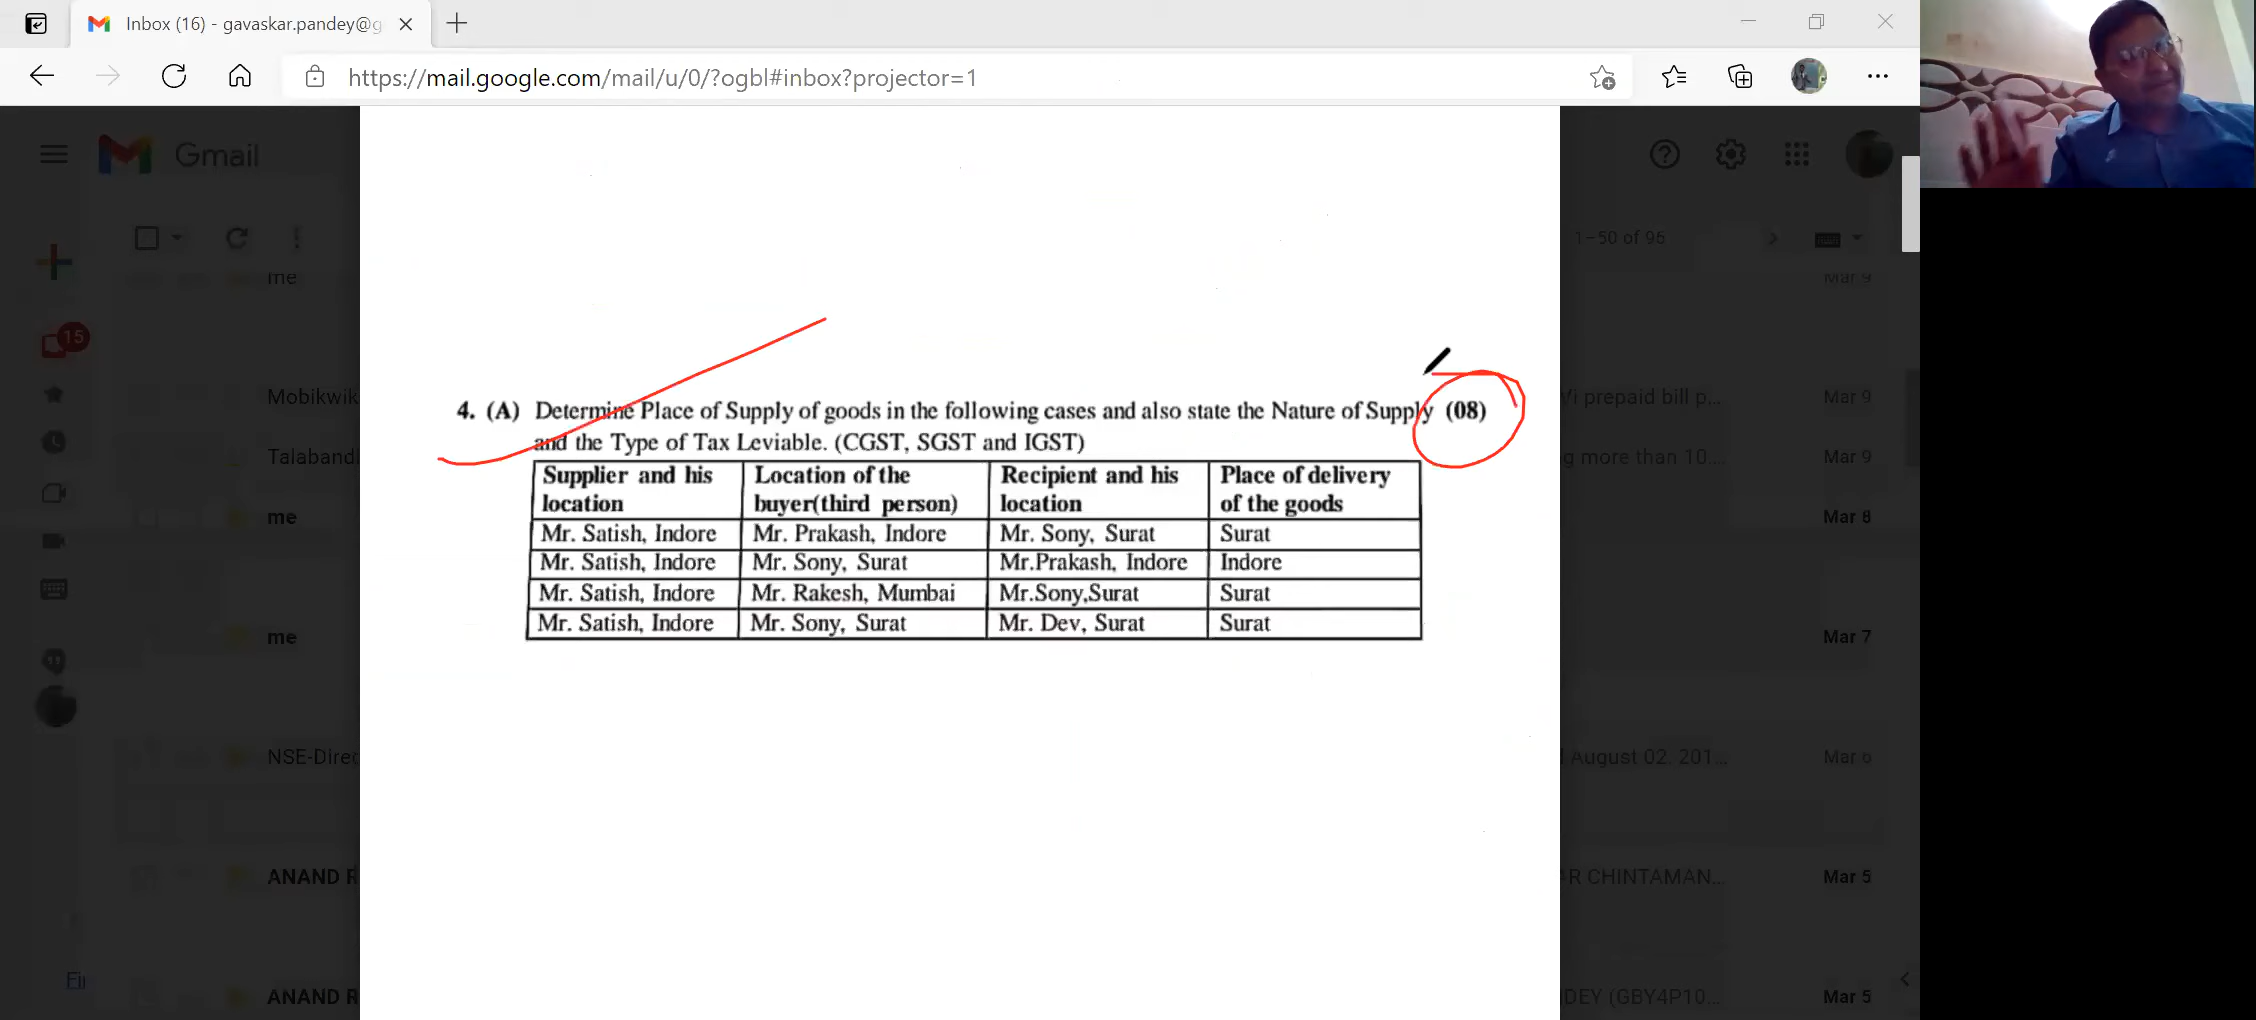 Inbox (16) - gavaskar.pandey@g
https://mail.google.com/mail/u/0/?ogbl#inbox?projector=1
Gmail
1–50 of 96
me
Mar 9
15
Mobikwik
Vi prepaid bill p...
Mar 9
Talaband
g more than 10....
Mar 9
me
Mar 8
me
Mar 7
NSE-Direc
August 02, 201...
Mar 6
ANAND R
AR CHINTAMAN...
Mar 5
Fir
ANAND R
DEY (GBY4P10...
Mar 5
4. (A) Determine Place of Supply of goods in the following cases and also state the Nature of Supply (08)
and the Type of Tax Leviable. (CGST, SGST and IGST)
Supplier and his location
Location of the buyer(third person)
Recipient and his location
Place of delivery of the goods
Mr. Satish, Indore
Mr. Prakash, Indore
Mr. Sony, Surat
Surat
Mr. Satish, Indore
Mr. Sony, Surat
Mr.Prakash, Indore
Indore
Mr. Satish, Indore
Mr. Rakesh, Mumbai
Mr.Sony,Surat
Surat
Mr. Satish, Indore
Mr. Sony, Surat
Mr. Dev, Surat
Surat